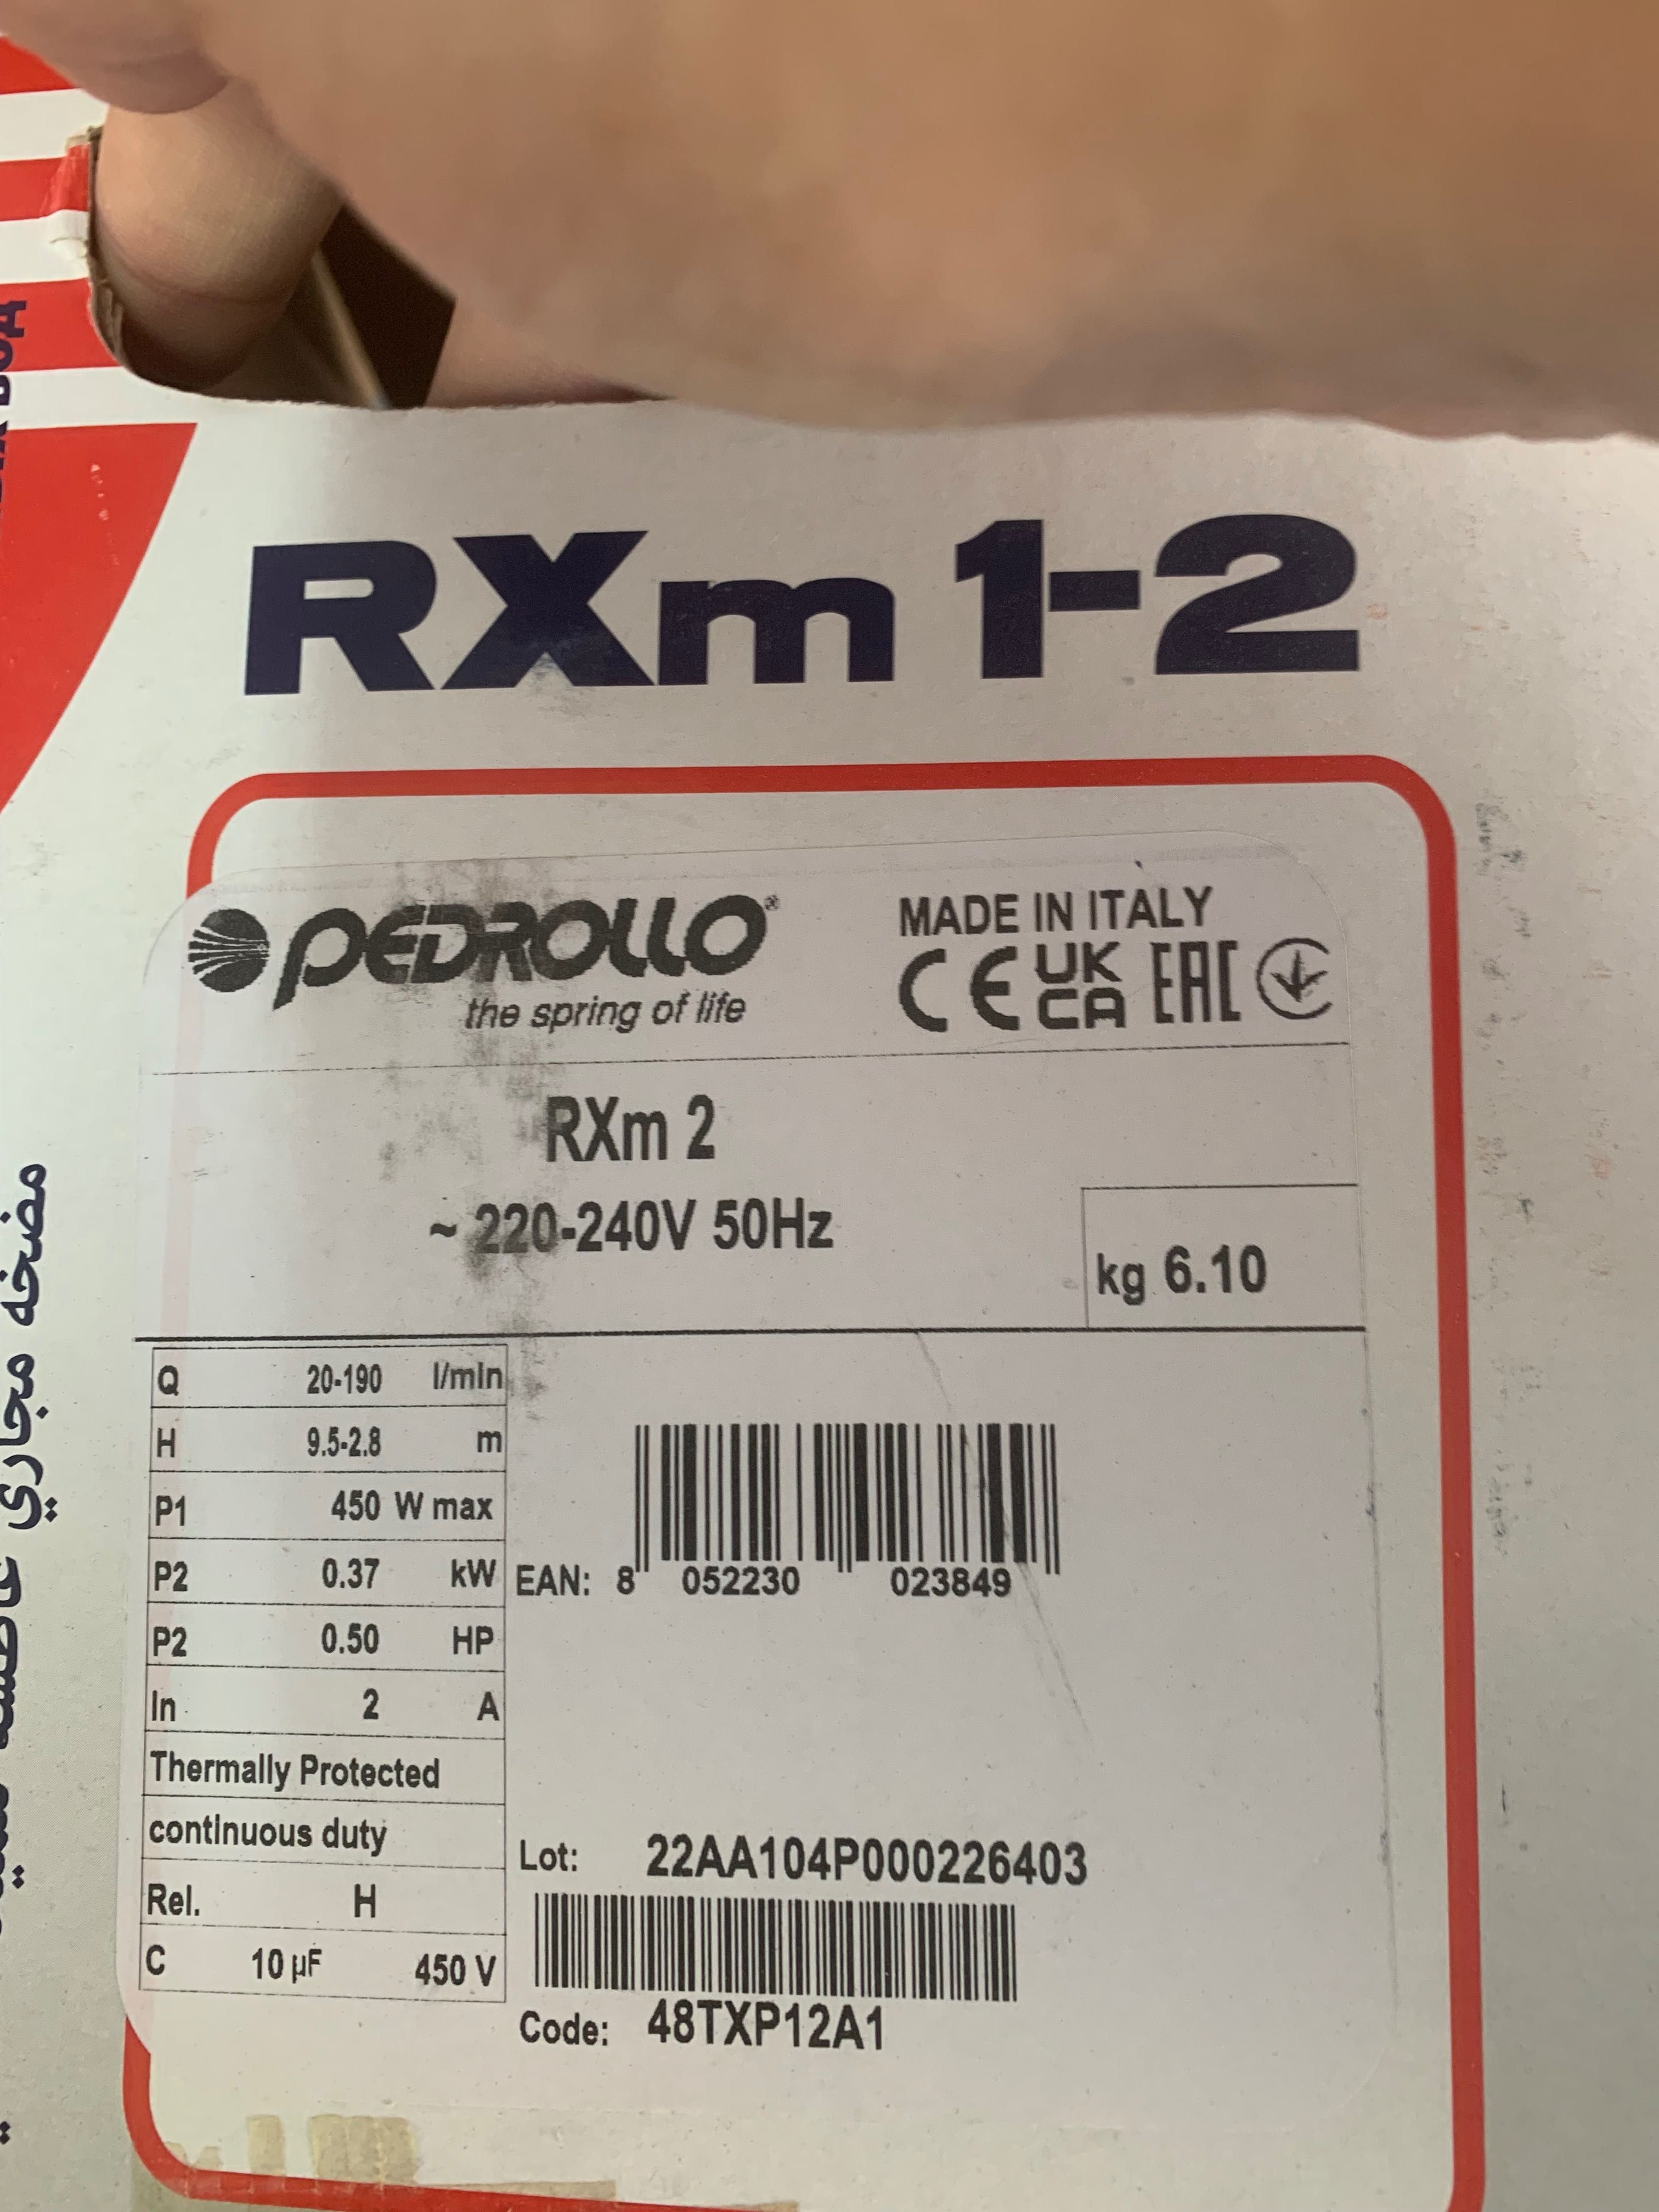 RXm 1-2
PEDROLLO®
the spring of life
MADE IN ITALY
CE UK CA EAC
RXm 2
~ 220-240V 50Hz
kg 6.10
Q 20-190 l/min
H 9.5-2.8 m
P1 450 W max
P2 0.37 kW
P2 0.50 HP
In 2 A
Thermally Protected
continuous duty
Rel. H
C 10 µF 450 V
EAN: 8 052230 023849
Lot: 22AA104P000226403
Code: 48TXP12A1
مضخه مجاري